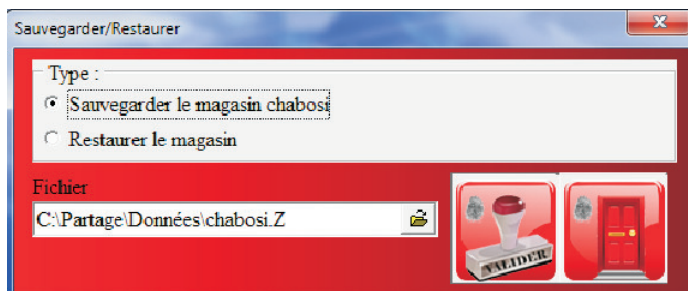 Sauvegarder/Restaurer
Type :
Sauvegarder le magasin chabosi
Restaurer le magasin
Fichier
C:\Partage\Données\chabosi.Z
VALIDER